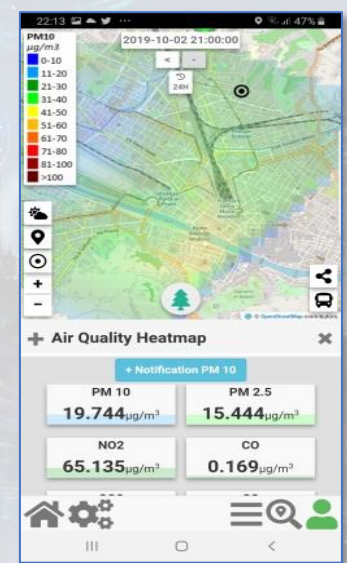 22:13 ... 47%
PM10
µg/m3
0-10
11-20
21-30
31-40
41-50
51-60
61-70
71-80
81-100
>100
2019-10-02 21:00:00
< -
24H
+
−
© OpenStreetMap contributors
+ Air Quality Heatmap ×
+ Notification PM 10
PM 10 PM 2.5
19.744µg/m³ 15.444µg/m³
NO2 CO
65.135µg/m³ 0.169µg/m³